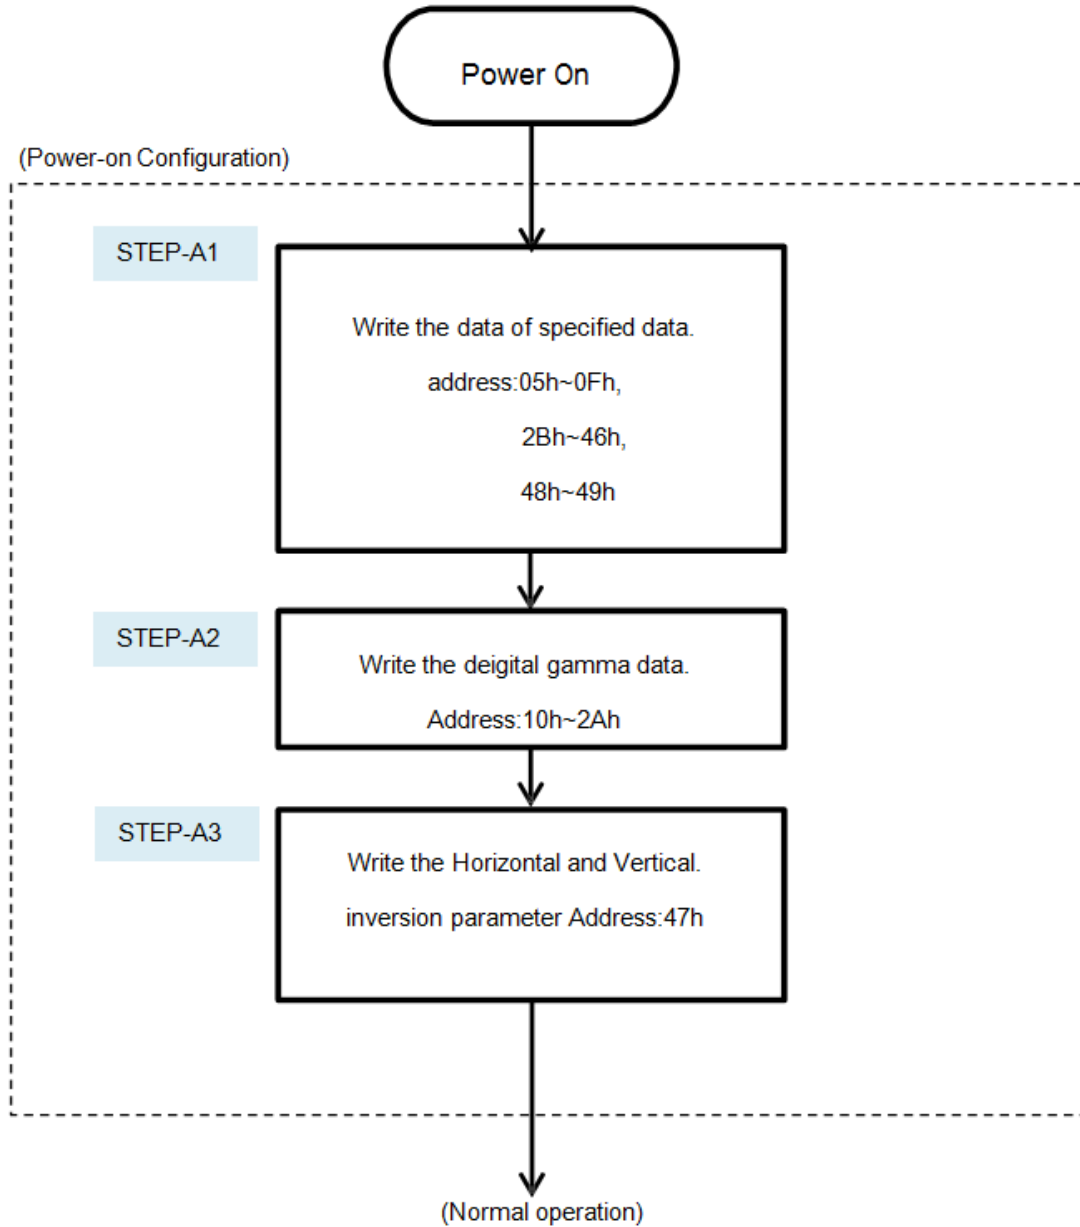 Power On
(Power-on Configuration)
STEP-A1
Write the data of specified data.
address:05h~0Fh,
2Bh~46h,
48h~49h
STEP-A2
Write the deigital gamma data.
Address:10h~2Ah
STEP-A3
Write the Horizontal and Vertical.
inversion parameter Address:47h
(Normal operation)